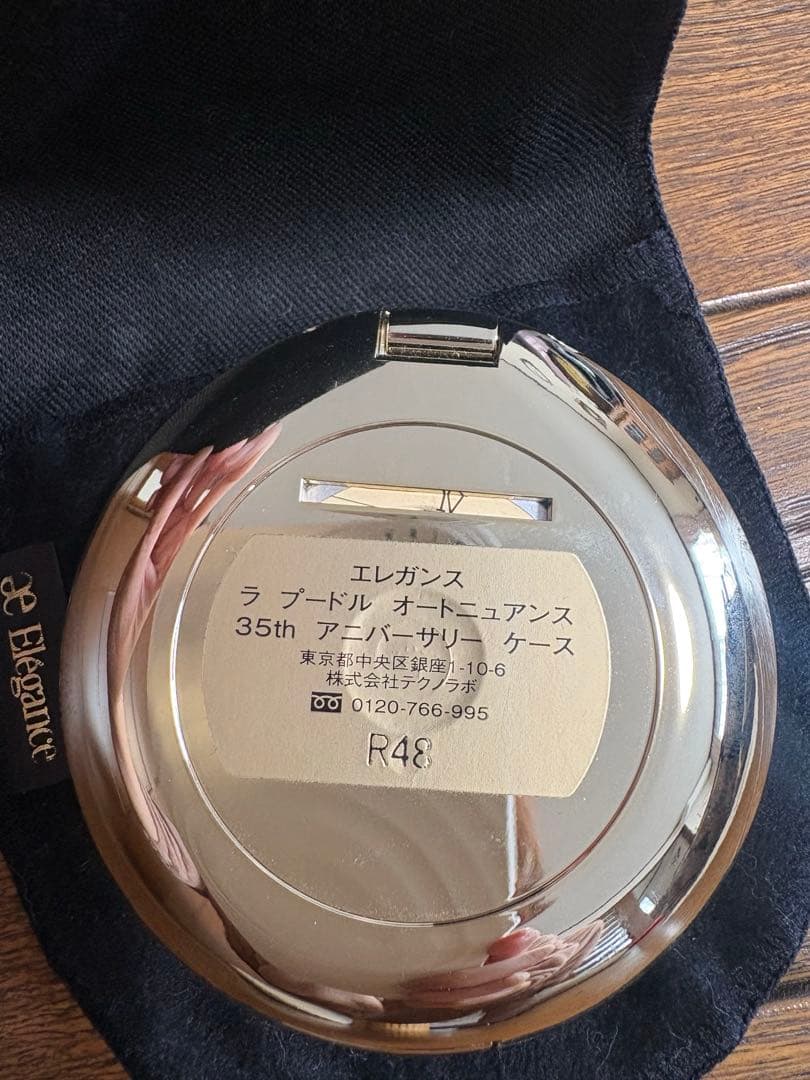 IV
エレガンス
ラ プードル オートニュアンス
35th アニバーサリー ケース
東京都中央区銀座1-10-6
株式会社テクノラボ
0120-766-995
R48
æ Elégance